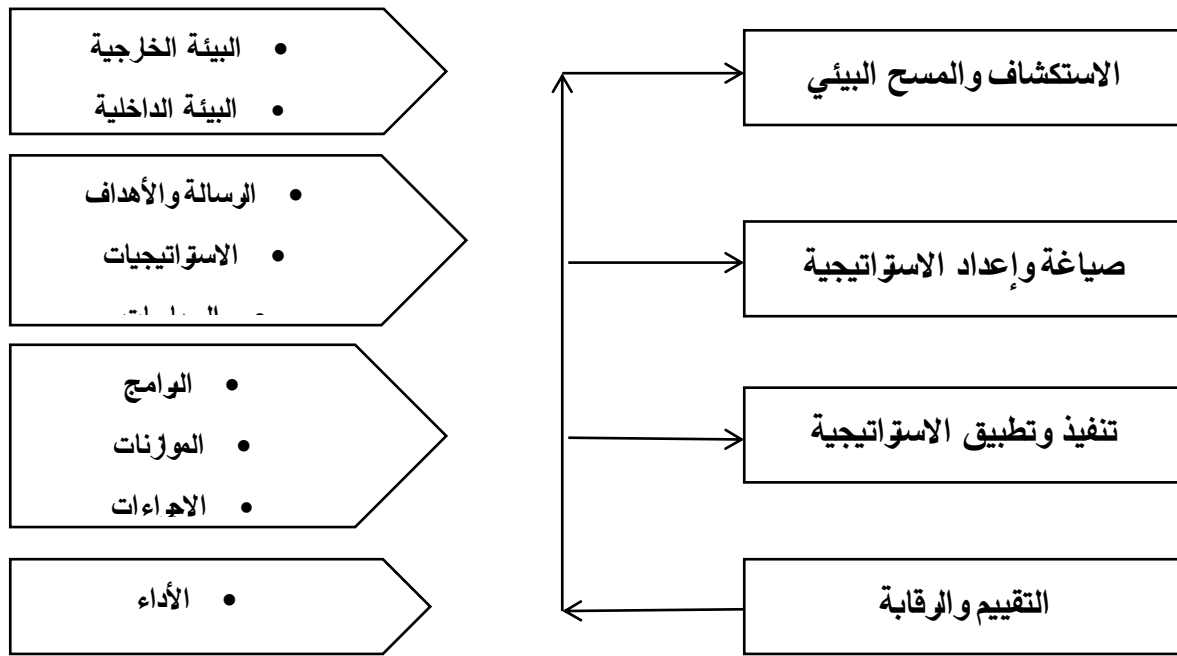 الاستكشاف والمسح البيئي
• البيئة الخارجية
• البيئة الداخلية
صياغة وإعداد الاستراتيجية
• الرسالة والأهداف
• الاستراتيجيات
تنفيذ وتطبيق الاستراتيجية
• البرامج
• الموازنات
• الاجراءات
التقييم والرقابة
• الأداء